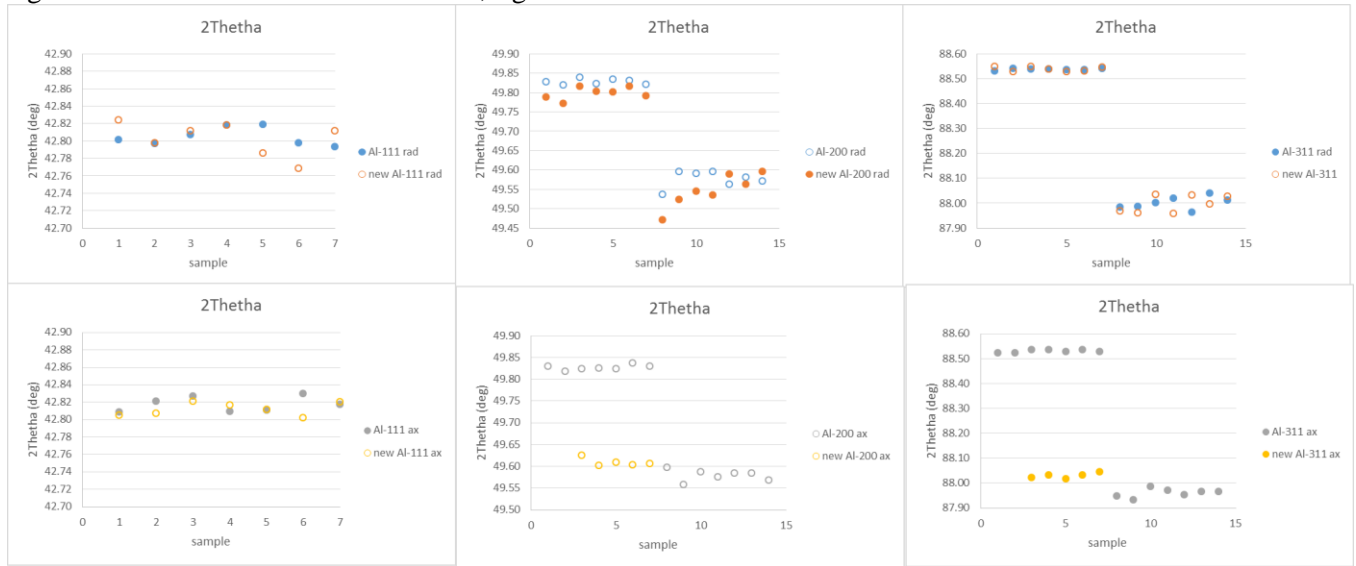 2Thetha
42.90
42.88
42.86
42.84
42.82
42.80
42.78
42.76
42.74
42.72
42.70
2Thetha (deg)
0 1 2 3 4 5 6 7
sample
Al-111 rad
new Al-111 rad
2Thetha
49.90
49.85
49.80
49.75
49.70
49.65
49.60
49.55
49.50
49.45
2Thetha (deg)
0 5 10 15
sample
Al-200 rad
new Al-200 rad
2Thetha
88.60
88.50
88.40
88.30
88.20
88.10
88.00
87.90
2Thetha (deg)
0 5 10 15
sample
Al-311 rad
new Al-311
2Thetha
42.90
42.88
42.86
42.84
42.82
42.80
42.78
42.76
42.74
42.72
42.70
2Thetha (deg)
0 1 2 3 4 5 6 7
sample
Al-111 ax
new Al-111 ax
2Thetha
49.90
49.85
49.80
49.75
49.70
49.65
49.60
49.55
49.50
2Thetha (deg)
0 5 10 15
sample
Al-200 ax
new Al-200 ax
2Thetha
88.60
88.50
88.40
88.30
88.20
88.10
88.00
87.90
2Thetha (deg)
0 5 10 15
sample
Al-311 ax
new Al-311 ax